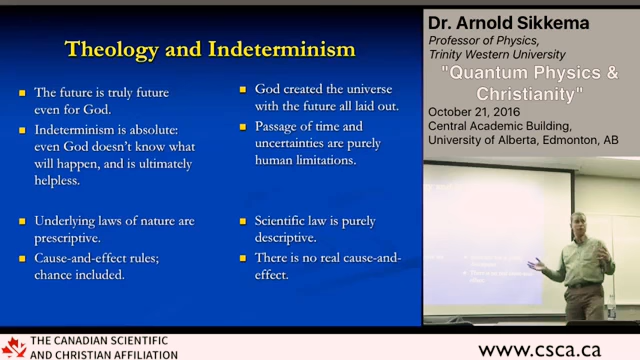 Theology and Indeterminism
The future is truly future
even for God.
Indeterminism is absolute:
even God doesn't know what
will happen, and is ultimately
helpless.
Underlying laws of nature are
prescriptive.
Cause-and-effect rules;
chance included.
God created the universe
with the future all laid out.
Passage of time and
uncertainties are purely
human limitations.
Scientific law is purely
descriptive.
There is no real cause-and-
effect.
Dr. Arnold Sikkema
Professor of Physics,
Trinity Western University
"Quantum Physics &
Christianity"
October 21, 2016
Central Academic Building,
University of Alberta, Edmonton, AB
THE CANADIAN SCIENTIFIC
AND CHRISTIAN AFFILIATION
www.csca.ca